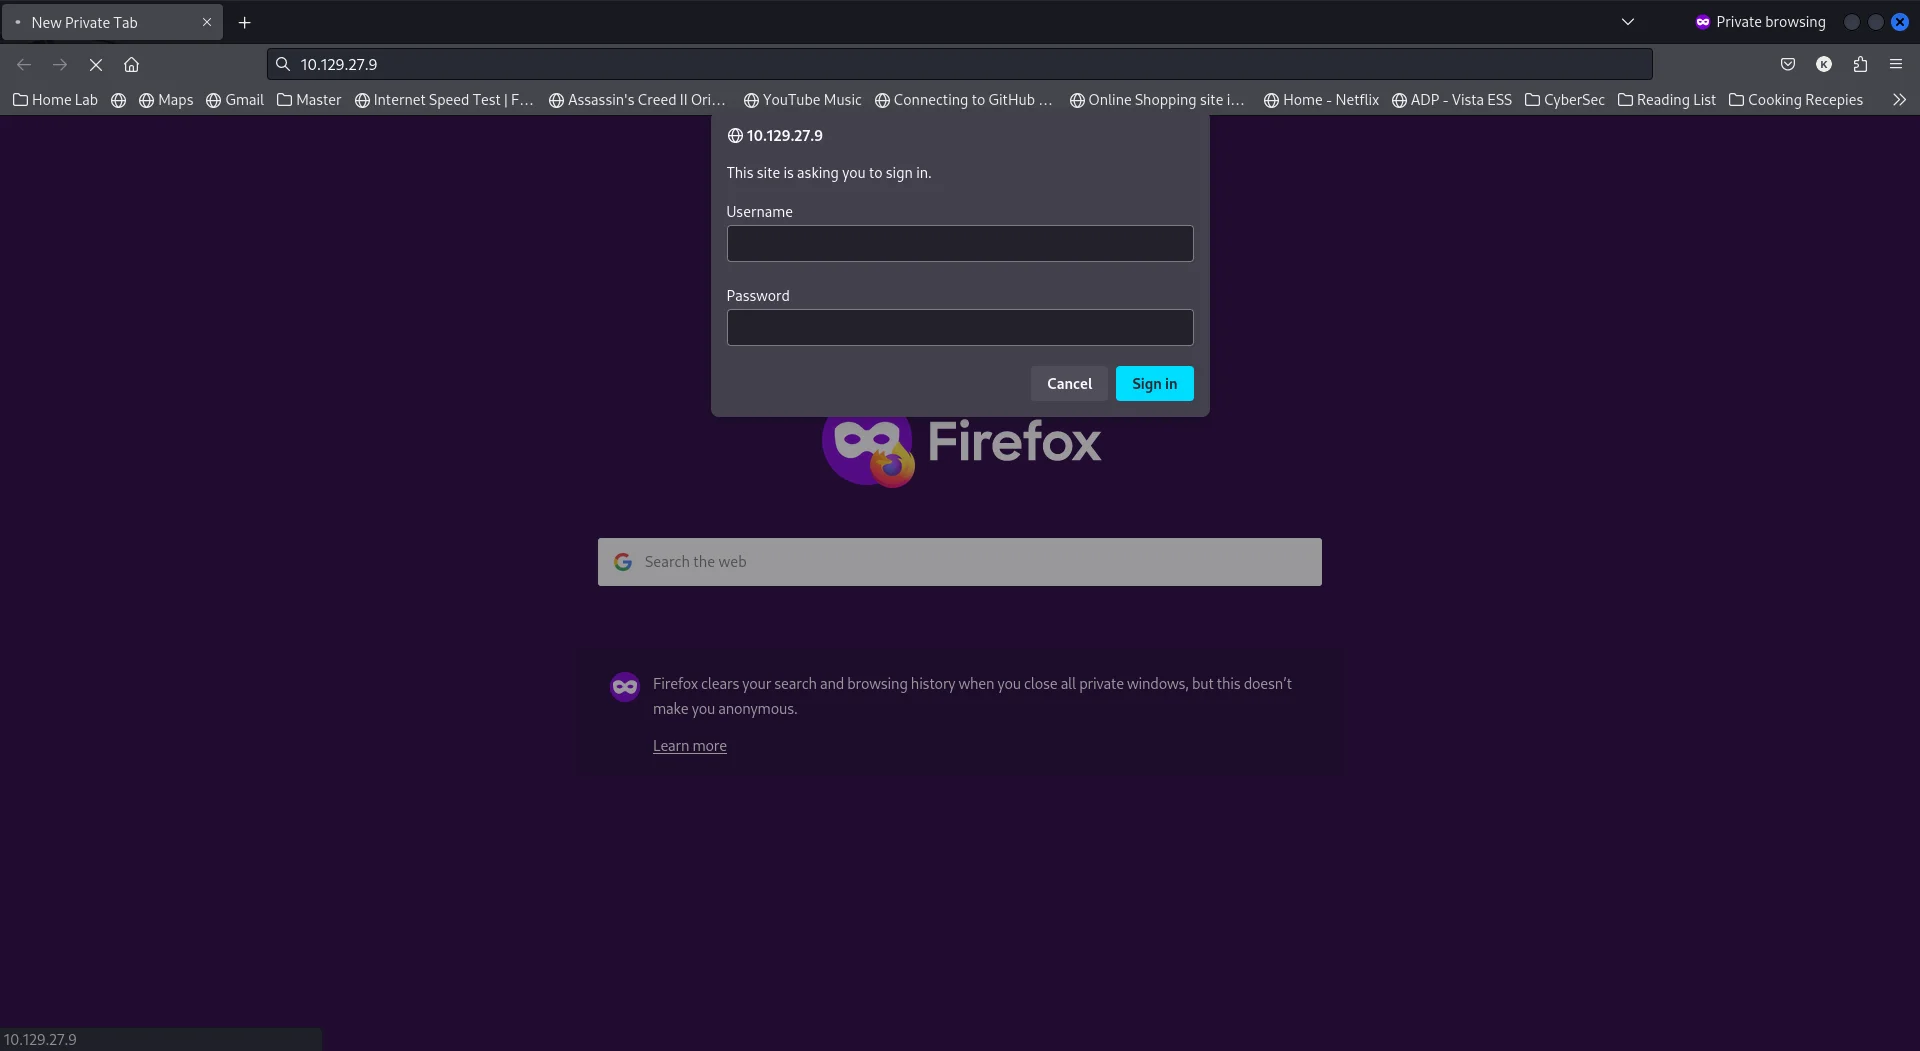 New Private Tab
Private browsing
10.129.27.9
K
Home Lab Maps Gmail Master Internet Speed Test | F... Assassin's Creed II Ori... YouTube Music Connecting to GitHub ... Online Shopping site i... Home - Netflix ADP - Vista ESS CyberSec Reading List Cooking Recepies
10.129.27.9
This site is asking you to sign in.
Username
Password
Cancel Sign in
Firefox
Search the web
Firefox clears your search and browsing history when you close all private windows, but this doesn’t
make you anonymous.
Learn more
10.129.27.9